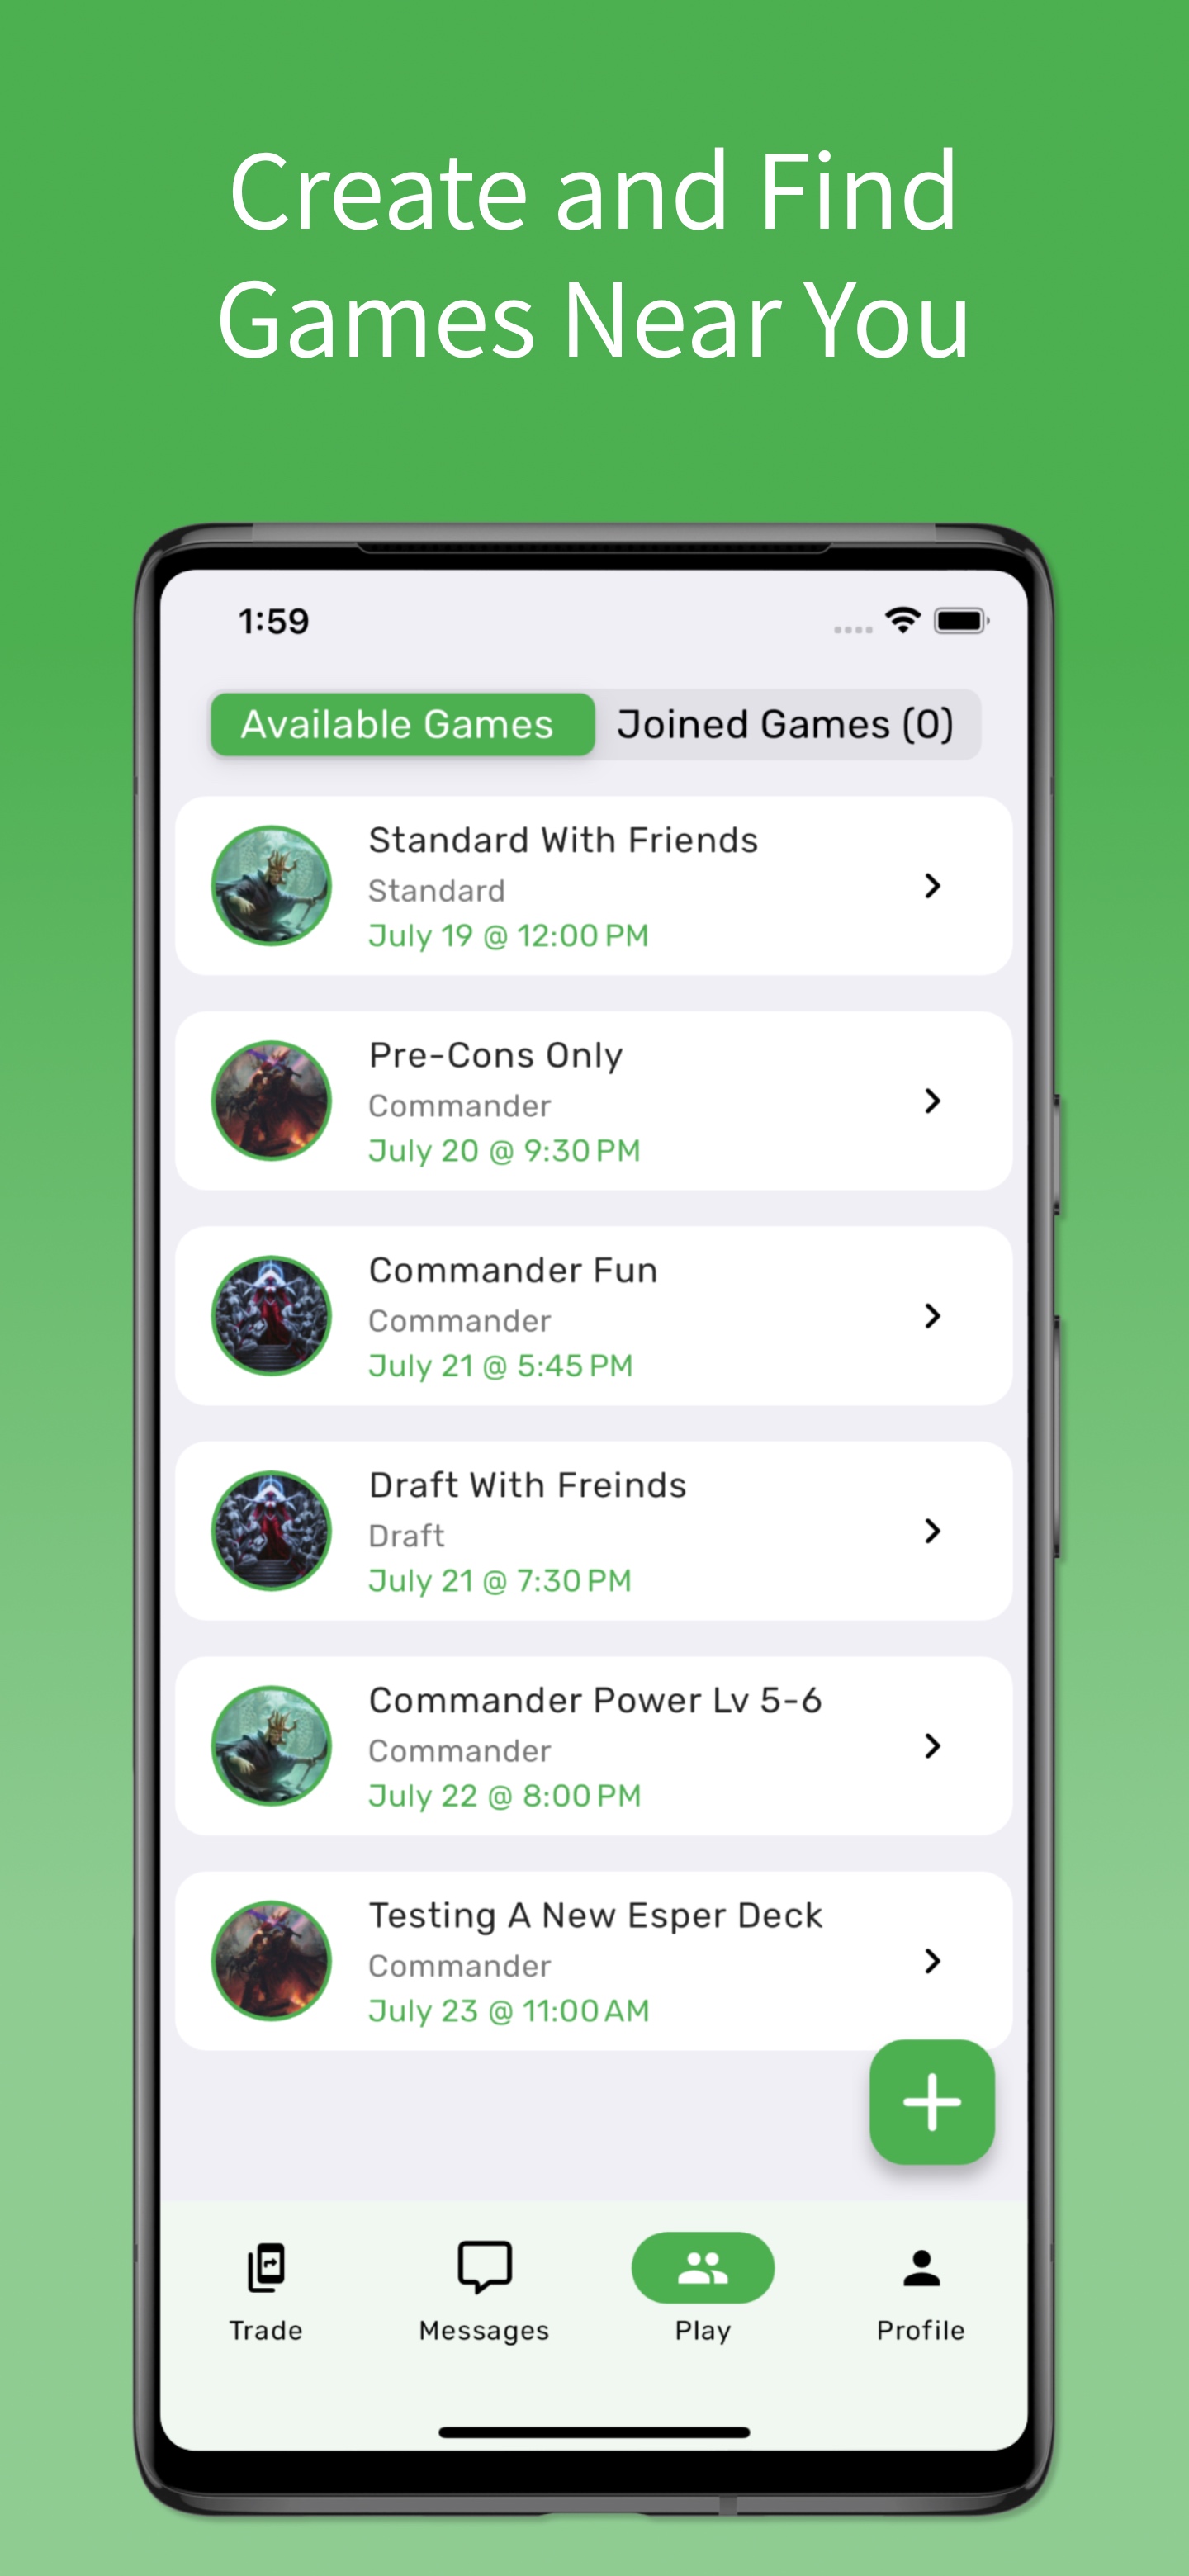 Create and Find
Games Near You
1:59
Available Games
Joined Games (0)
Standard With Friends
Standard
July 19 @ 12:00 PM
Pre-Cons Only
Commander
July 20 @ 9:30 PM
Commander Fun
Commander
July 21 @ 5:45 PM
Draft With Freinds
Draft
July 21 @ 7:30 PM
Commander Power Lv 5-6
Commander
July 22 @ 8:00 PM
Testing A New Esper Deck
Commander
July 23 @ 11:00 AM
Trade
Messages
Play
Profile